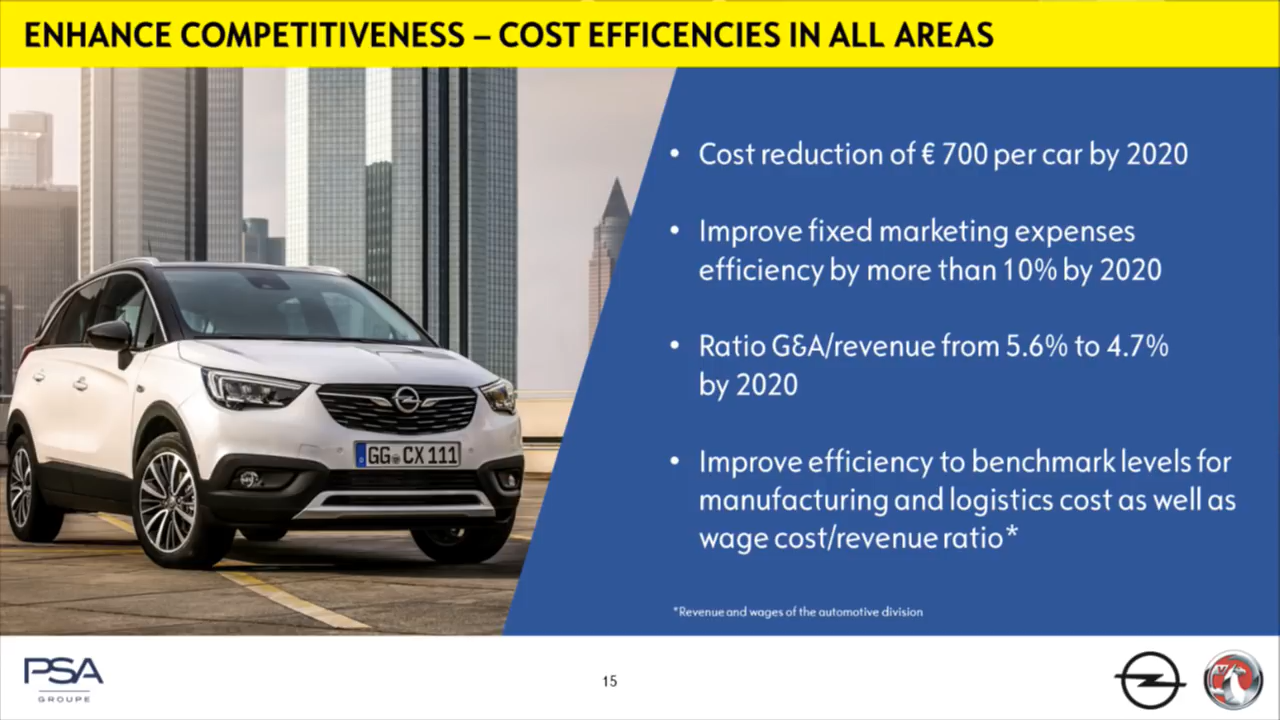 ENHANCE COMPETITIVENESS – COST EFFICENCIES IN ALL AREAS
• Cost reduction of € 700 per car by 2020
• Improve fixed marketing expenses
efficiency by more than 10% by 2020
• Ratio G&A/revenue from 5.6% to 4.7%
by 2020
• Improve efficiency to benchmark levels for
manufacturing and logistics cost as well as
wage cost/revenue ratio*
*Revenue and wages of the automotive division
GG CX 111
PSA
GROUPE
15